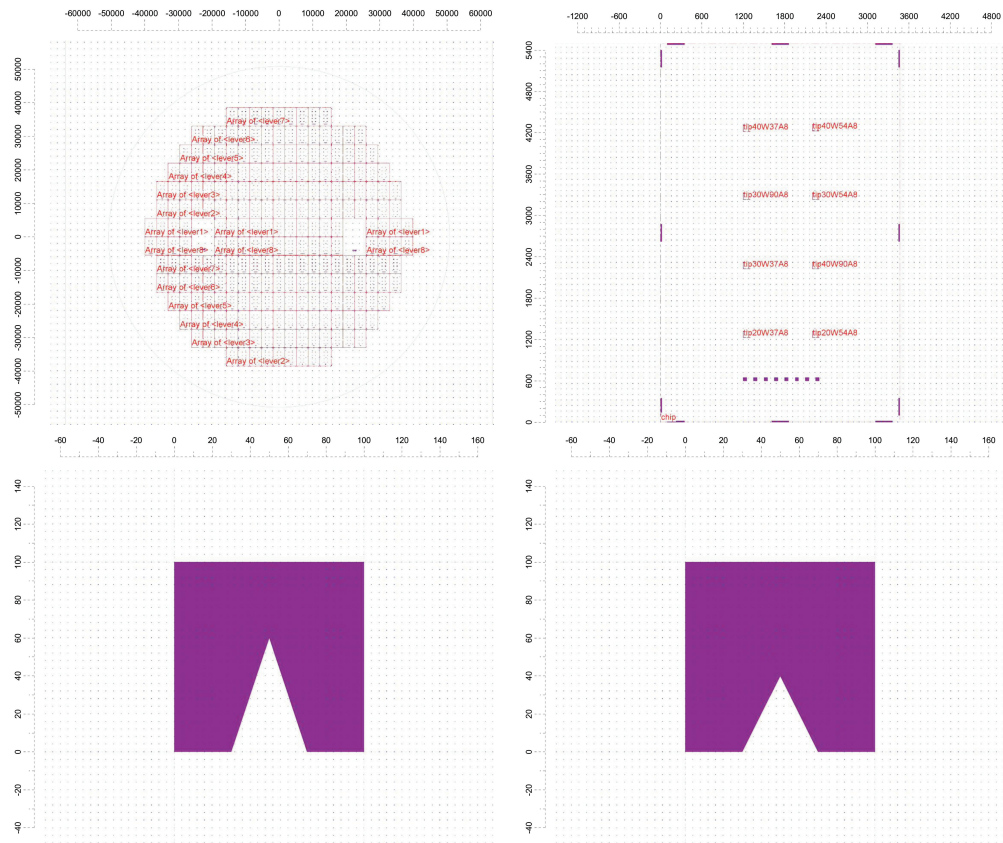 -60000 -50000 -40000 -30000 -20000 -10000 0 10000 20000 30000 40000 50000 60000
50000
40000
30000
20000
10000
0
-10000
-20000
-30000
-40000
-50000
Array of <lever7>
Array of <lever6>
Array of <lever5>
Array of <lever4>
Array of <lever3>
Array of <lever2>
Array of <lever1> Array of <lever1> Array of <lever1>
Array of <lever8> Array of <lever8> Array of <lever8>
Array of <lever7>
Array of <lever6>
Array of <lever5>
Array of <lever4>
Array of <lever3>
Array of <lever2>
-1200 -600 0 600 1200 1800 2400 3000 3600 4200 4800
5400
4800
4200
3600
3000
2400
1800
1200
600
0
tip40W37A8 tip40W54A8
tip30W90A8 tip30W54A8
tip30W37A8 tip40W90A8
tip20W37A8 tip20W54A8
chip
-60 -40 -20 0 20 40 60 80 100 120 140 160
140
120
100
80
60
40
20
0
-20
-40
-60 -40 -20 0 20 40 60 80 100 120 140 160
140
120
100
80
60
40
20
0
-20
-40